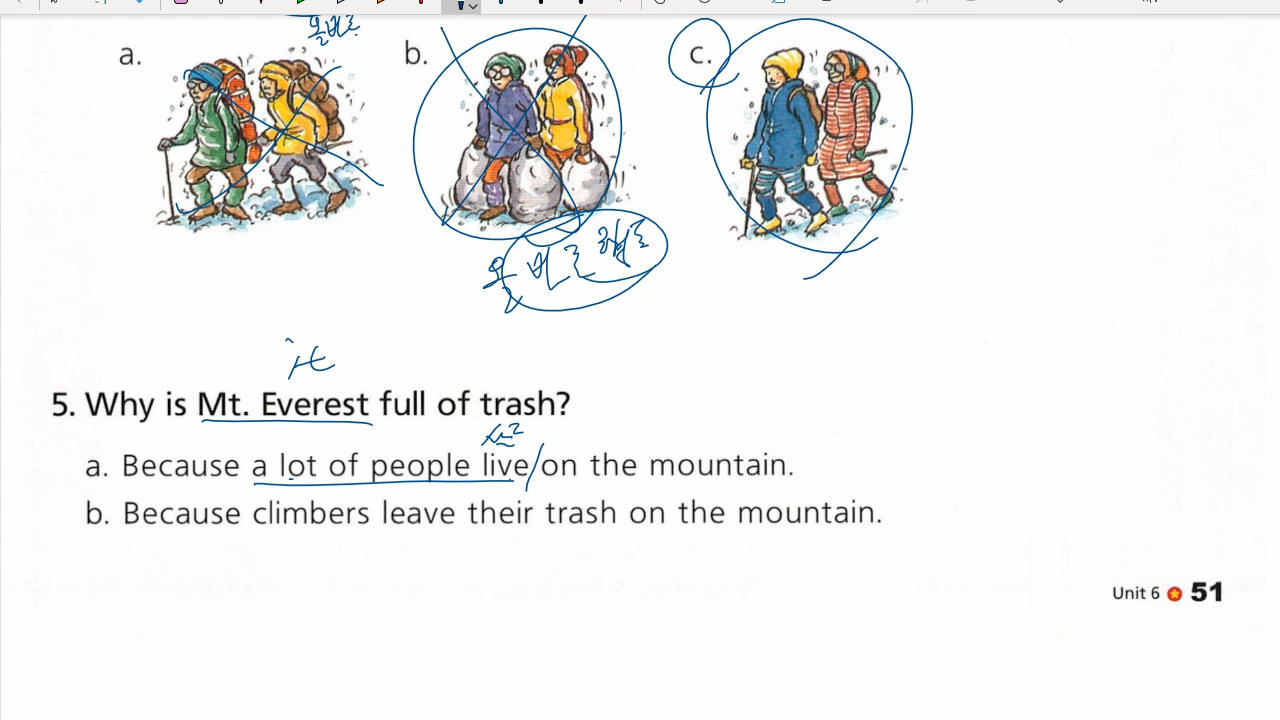 a.
b.
c.
it
5. Why is Mt. Everest full of trash?
a. Because a lot of people live/on the mountain.
b. Because climbers leave their trash on the mountain.
Unit 6 51